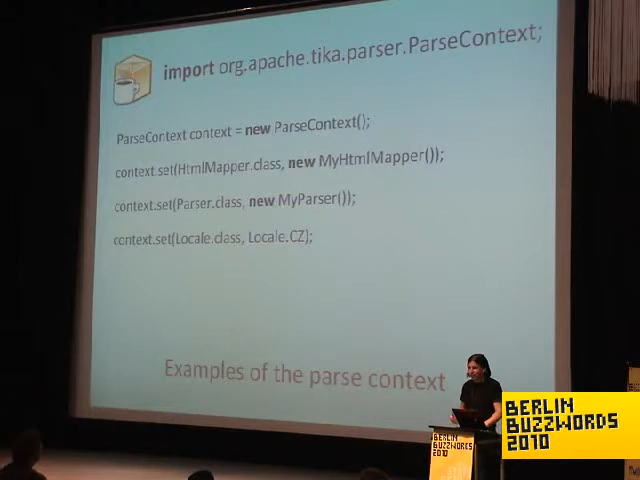 import org.apache.tika.parser.ParseContext;
ParseContext context = new ParseContext();
context.set(HtmlMapper.class, new MyHtmlMapper());
context.set(Parser.class, new MyParser());
context.set(Locale.class, Locale.CZ);
Examples of the parse context
BERLIN
BUZZWORDS
2010
BERLIN
BUZZWORDS
2010